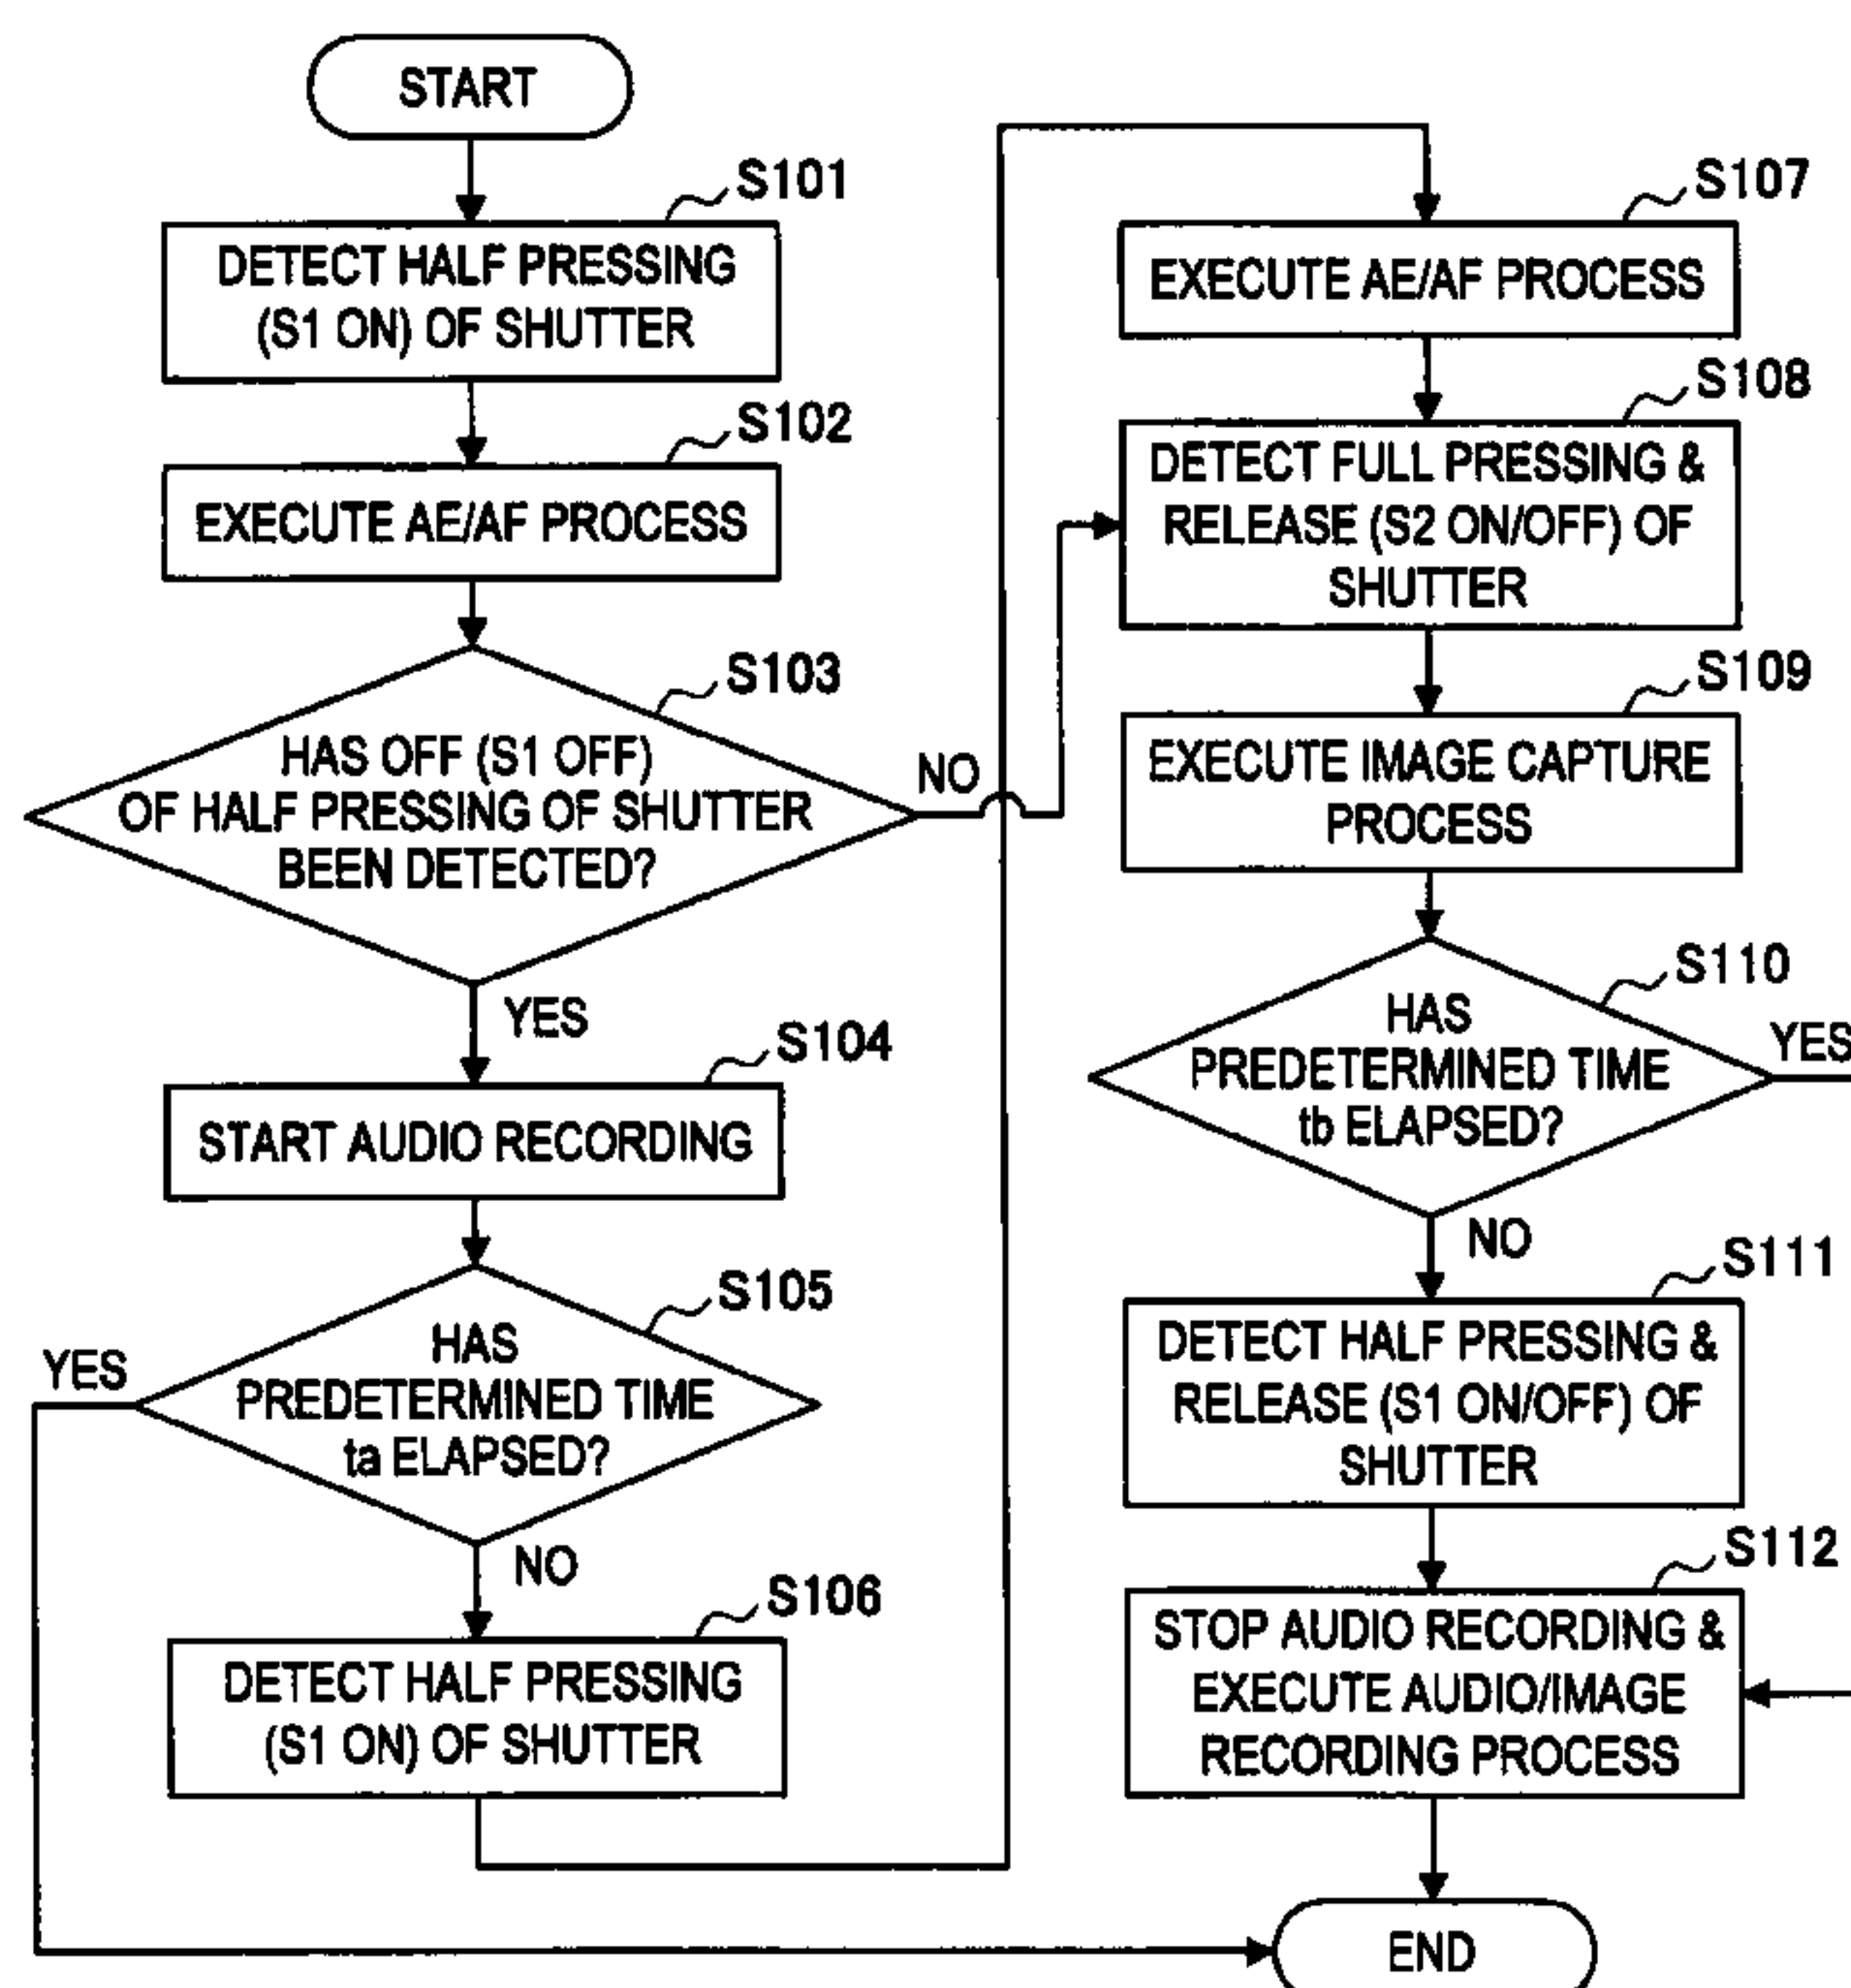 START
S101
DETECT HALF PRESSING
(S1 ON) OF SHUTTER
S102
EXECUTE AE/AF PROCESS
S103
HAS OFF (S1 OFF)
OF HALF PRESSING OF SHUTTER
BEEN DETECTED?
NO
YES
S104
START AUDIO RECORDING
S105
HAS
PREDETERMINED TIME
ta ELAPSED?
YES
NO
S106
DETECT HALF PRESSING
(S1 ON) OF SHUTTER
S107
EXECUTE AE/AF PROCESS
S108
DETECT FULL PRESSING &
RELEASE (S2 ON/OFF) OF
SHUTTER
S109
EXECUTE IMAGE CAPTURE
PROCESS
S110
HAS
PREDETERMINED TIME
tb ELAPSED?
YES
NO
S111
DETECT HALF PRESSING &
RELEASE (S1 ON/OFF) OF
SHUTTER
S112
STOP AUDIO RECORDING &
EXECUTE AUDIO/IMAGE
RECORDING PROCESS
END